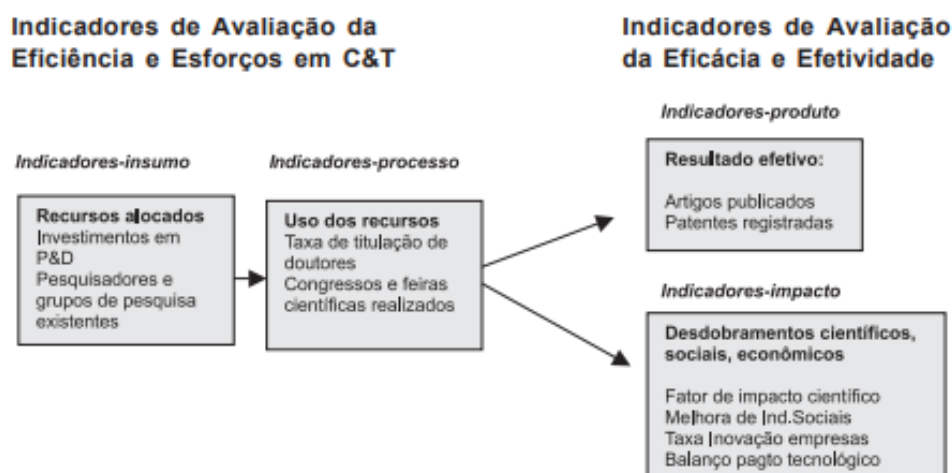 Indicadores de Avaliação da
Eficiência e Esforços em C&T
Indicadores de Avaliação
da Eficácia e Efetividade
Indicadores-insumo
Recursos alocados
Investimentos em
P&D
Pesquisadores e
grupos de pesquisa
existentes
Indicadores-processo
Uso dos recursos
Taxa de titulação de
doutores
Congressos e feiras
científicas realizados
Indicadores-produto
Resultado efetivo:
Artigos publicados
Patentes registradas
Indicadores-impacto
Desdobramentos científicos,
sociais, econômicos
Fator de impacto científico
Melhora de Ind.Sociais
Taxa Inovação empresas
Balanço pagto tecnológico